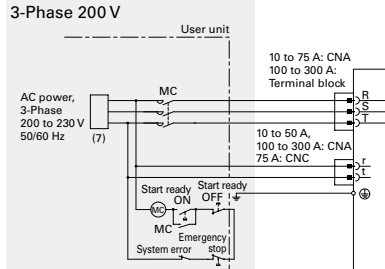 3-Phase 200 V
User unit
10 to 75 A: CNA
100 to 300 A:
Terminal block
MC
AC power,
3-Phase
200 to 230 V
50/60 Hz
(7)
R
S
T
10 to 50 A,
100 to 300 A: CNA
75 A: CNC
r
t
Start ready
ON
Start ready
OFF
MC
MC
Emergency
stop
System error